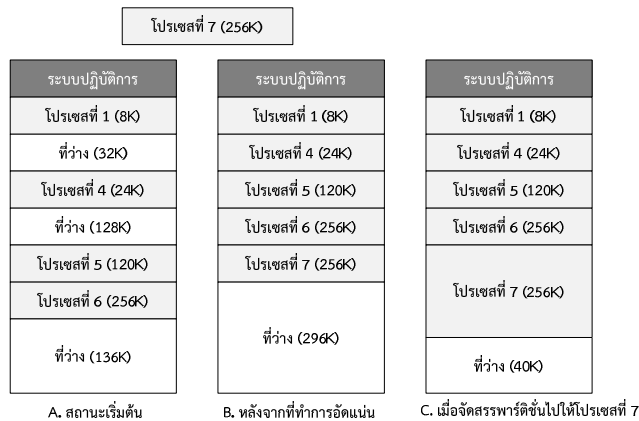 โปรเซสที่ 7 (256K)
ระบบปฏิบัติการ
โปรเซสที่ 1 (8K)
ที่ว่าง (32K)
โปรเซสที่ 4 (24K)
ที่ว่าง (128K)
โปรเซสที่ 5 (120K)
โปรเซสที่ 6 (256K)
ที่ว่าง (136K)
A. สถานะเริ่มต้น
ระบบปฏิบัติการ
โปรเซสที่ 1 (8K)
โปรเซสที่ 4 (24K)
โปรเซสที่ 5 (120K)
โปรเซสที่ 6 (256K)
โปรเซสที่ 7 (256K)
ที่ว่าง (296K)
B. หลังจากที่ทำการอัดแน่น
ระบบปฏิบัติการ
โปรเซสที่ 1 (8K)
โปรเซสที่ 4 (24K)
โปรเซสที่ 5 (120K)
โปรเซสที่ 6 (256K)
โปรเซสที่ 7 (256K)
ที่ว่าง (40K)
C. เมื่อจัดสรรพาร์ติชั่นไปให้โปรเซสที่ 7